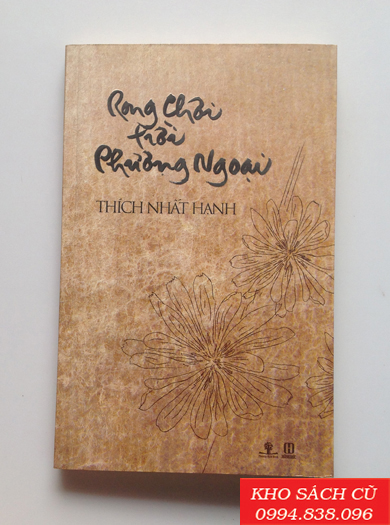 Rong Chơi
trời
Phương Ngoại
THÍCH NHẤT HẠNH
KHO SÁCH CŨ
0994.838.096